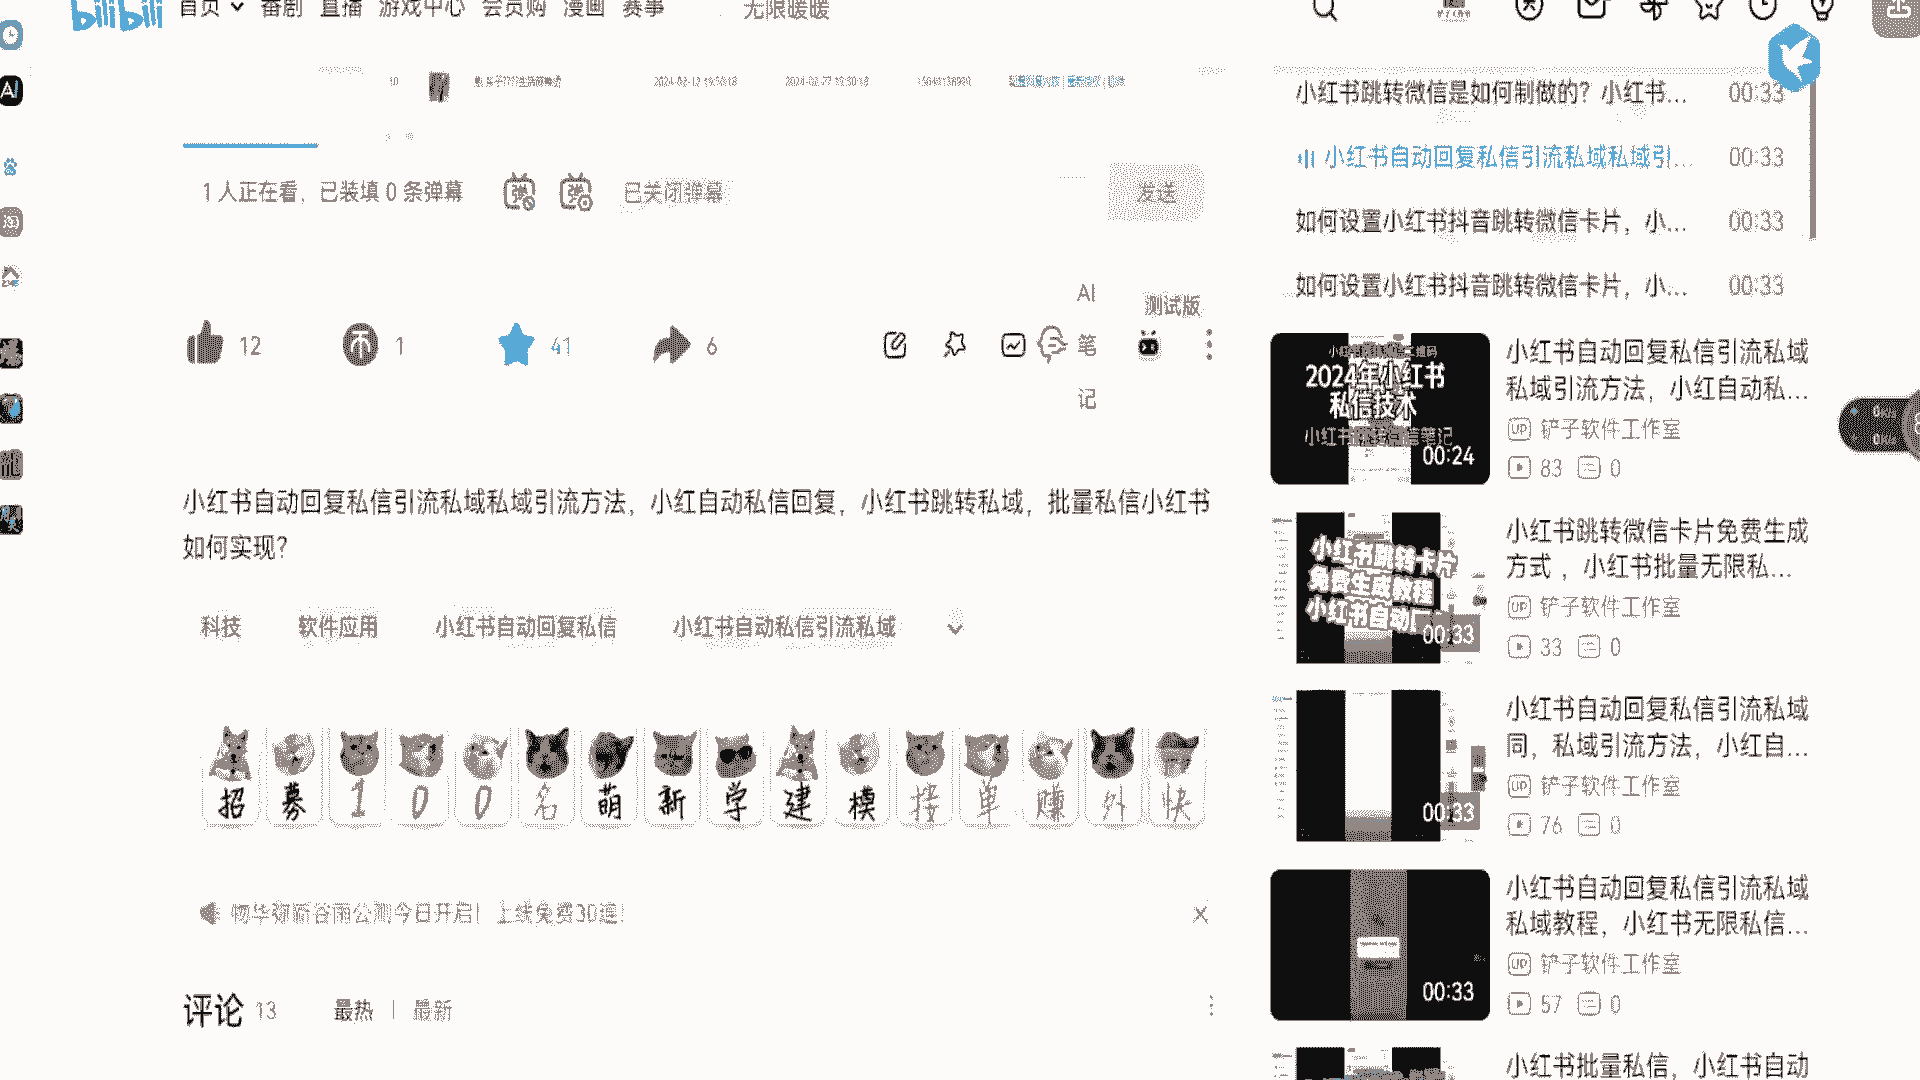 bilibili
首页 番剧 直播 游戏中心 会员购 漫画 赛事 无限暖暖
10
1 人正在看，已装填 0 条弹幕
已关闭弹幕
发送
12
1
41
6
AI
笔
记
测试版
小红书自动回复私信引流私域私域引流方法，小红自动私信回复，小红书跳转私域，批量私信小红书
如何实现？
科技 软件应用 小红书自动回复私信 小红书自动私信引流私域
招募100名萌新学建模接单赚外快
物华弥新谷雨公测今日开启！上线免费30连！
评论 13 最热 | 最新
小红书跳转微信是如何制做的？小红书... 00:33
小红书自动回复私信引流私域私域引... 00:33
如何设置小红书抖音跳转微信卡片，小... 00:33
如何设置小红书抖音跳转微信卡片，小... 00:33
2024年小红书
私信技术
00:24
小红书自动回复私信引流私域
私域引流方法，小红自动私...
UP 铲子软件工作室
83 0
小红书跳转卡片
免费生成教程
小红书自动
00:33
小红书跳转微信卡片免费生成
方式 ，小红书批量无限私...
UP 铲子软件工作室
33 0
00:33
小红书自动回复私信引流私域
同，私域引流方法，小红自...
UP 铲子软件工作室
76 0
00:33
小红书自动回复私信引流私域
私域教程，小红书无限私信...
UP 铲子软件工作室
57 0
小红书批量私信，小红书自动
AI
淘